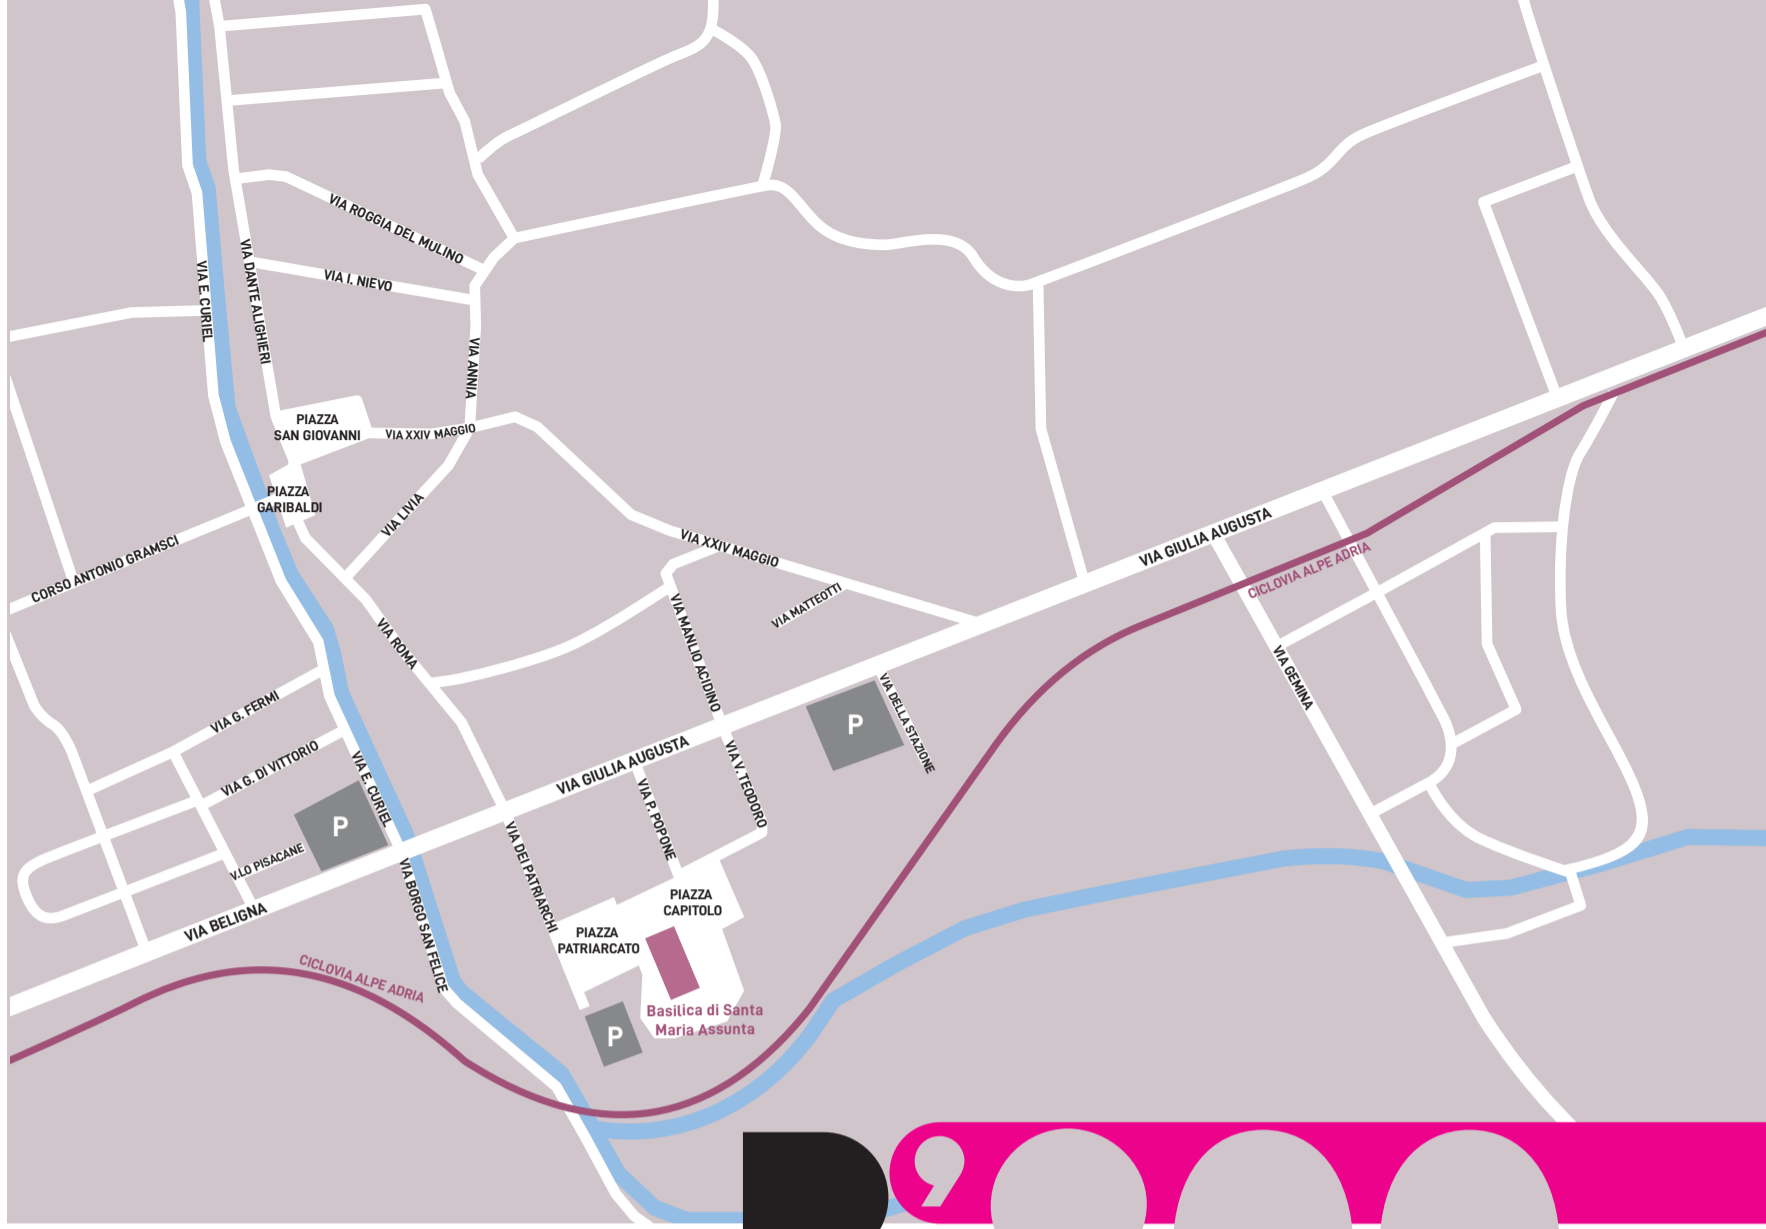 VIA ROGGIA DEL MULINO
VIA I. NIEVO
VIA E. CURIEL
VIA DANTE ALIGHIERI
VIA ANNIA
PIAZZA
SAN GIOVANNI
VIA XXIV MAGGIO
PIAZZA
GARIBALDI
VIA LIVIA
CORSO ANTONIO GRAMSCI
VIA XXIV MAGGIO
VIA GIULIA AUGUSTA
CICLOVIA ALPE ADRIA
VIA MATTEOTTI
VIA MANLIO ACIDINO
VIA ROMA
VIA GEMINA
VIA DELLA STAZIONE
P
VIA G. FERMI
VIA G. DI VITTORIO
VIA E. CURIEL
VIA GIULIA AUGUSTA
VIA V. TEODORO
VIA P. POPONE
P
V.LO PISACANE
VIA DEI PATRIARCHI
VIA BORGO SAN FELICE
VIA BELIGNA
PIAZZA
CAPITOLO
PIAZZA
PATRIARCATO
CICLOVIA ALPE ADRIA
Basilica di Santa
Maria Assunta
P
9